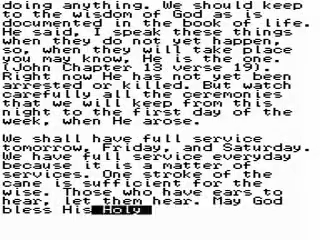 doing anything. We should keep
to the wisdom of God as is
documented in the book of life.
He said, I speak these things
when they do not yet happen,
so, when they will take place
you may know, He is the one.
(John Chapter 13 verse 19).
Right now He has not yet been
arrested or killed. But watch
carefully all the ceremonies
that we will keep from this
night to the first day of the
week, when He arose.
We shall have full service
tomorrow, Friday, and Saturday.
We have full service everyday
because it is a matter of
services. One stroke of the
cane is sufficient for the
wise. Those who have ears to
hear, let them hear. May God
bless His Holy